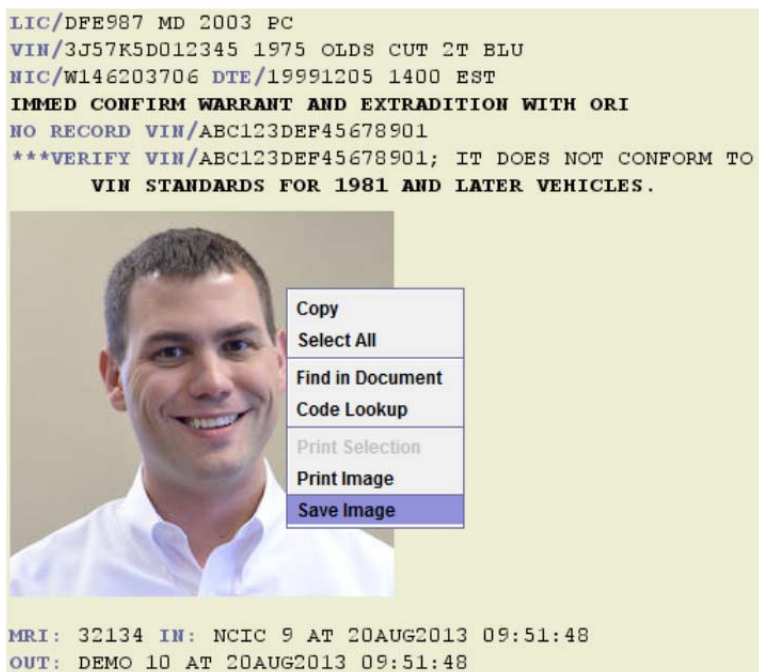 LIC/DFE987 MD 2003 PC
VIN/3J57K5D012345 1975 OLDS CUT 2T BLU
NIC/W146203706 DTE/19991205 1400 EST
IMMED CONFIRM WARRANT AND EXTRADITION WITH ORI
NO RECORD VIN/ABC123DEF45678901
***VERIFY VIN/ABC123DEF45678901; IT DOES NOT CONFORM TO
VIN STANDARDS FOR 1981 AND LATER VEHICLES.
Copy
Select All
Find in Document
Code Lookup
Print Selection
Print Image
Save Image
MRI: 32134 IN: NCIC 9 AT 20AUG2013 09:51:48
OUT: DEMO 10 AT 20AUG2013 09:51:48